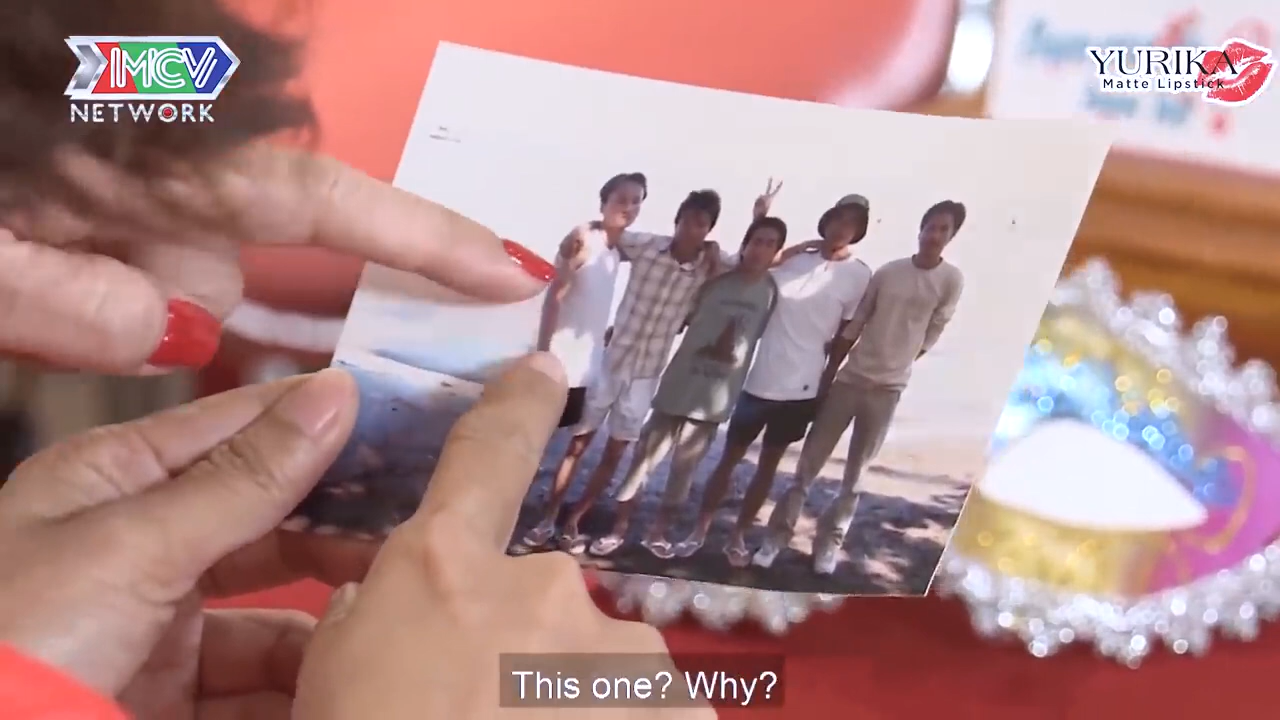 MCV
NETWORK
YURIKA
Matte Lipstick
This one? Why?